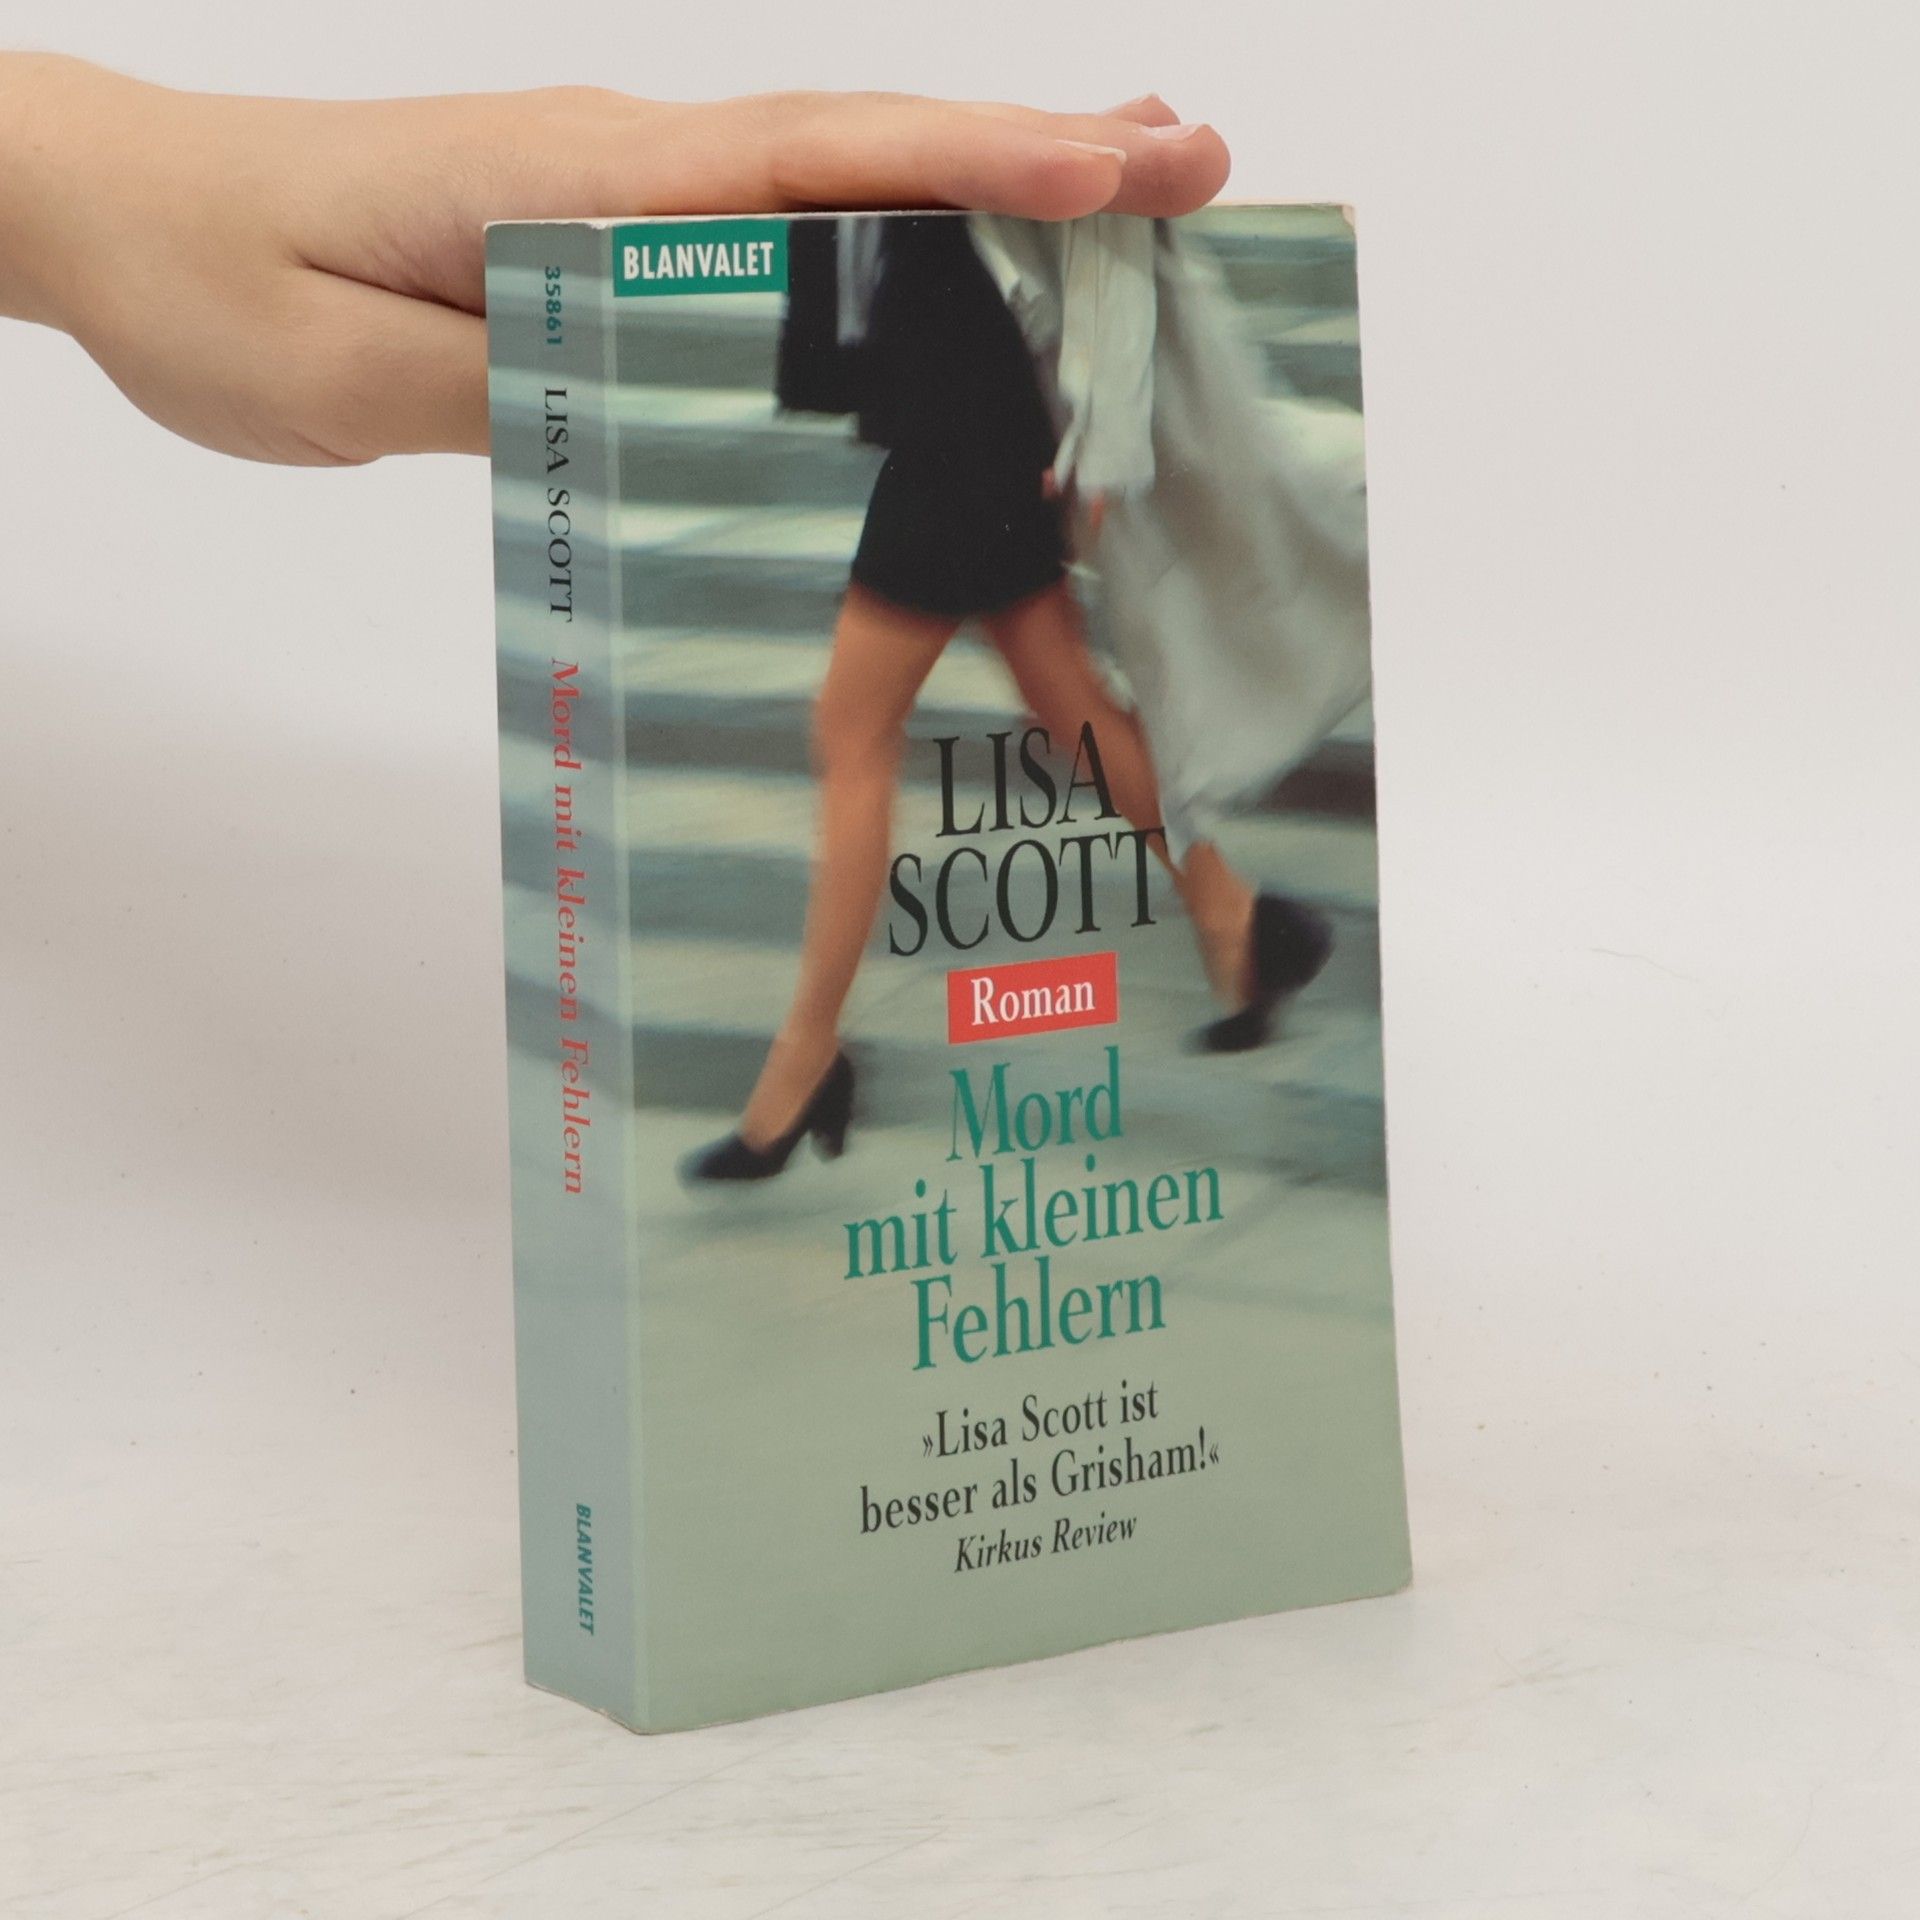 35861 LISA SCOTT Mord mit kleinen Fehlern BLANVALET
BLANVALET
LISA
SCOTT
Roman
Mord
mit kleinen
Fehlern
»Lisa Scott ist
besser als Grisham!«
Kirkus Review